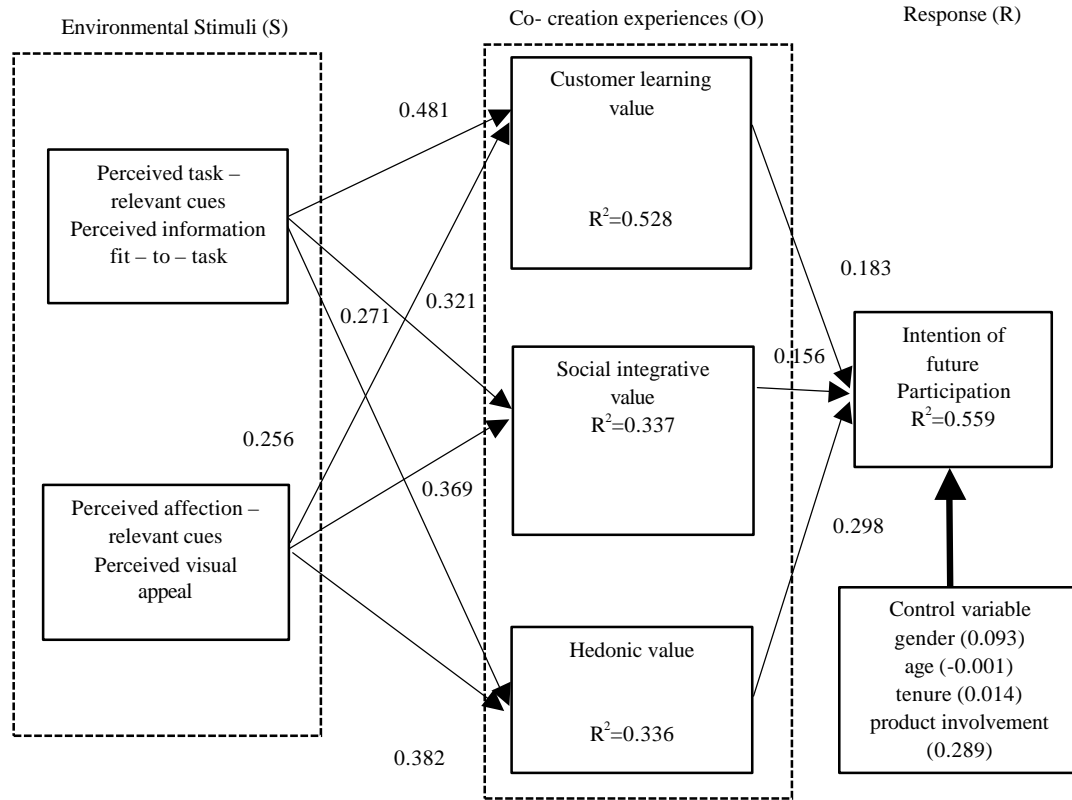 Environmental Stimuli (S)
Co- creation experiences (O)
Response (R)
Perceived task –
relevant cues
Perceived information
fit – to – task
Perceived affection –
relevant cues
Perceived visual
appeal
0.481
0.321
0.271
0.256
0.369
0.382
Customer learning
value
R²=0.528
Social integrative
value
R²=0.337
Hedonic value
R²=0.336
0.183
0.156
0.298
Intention of
future
Participation
R²=0.559
Control variable
gender (0.093)
age (-0.001)
tenure (0.014)
product involvement
(0.289)